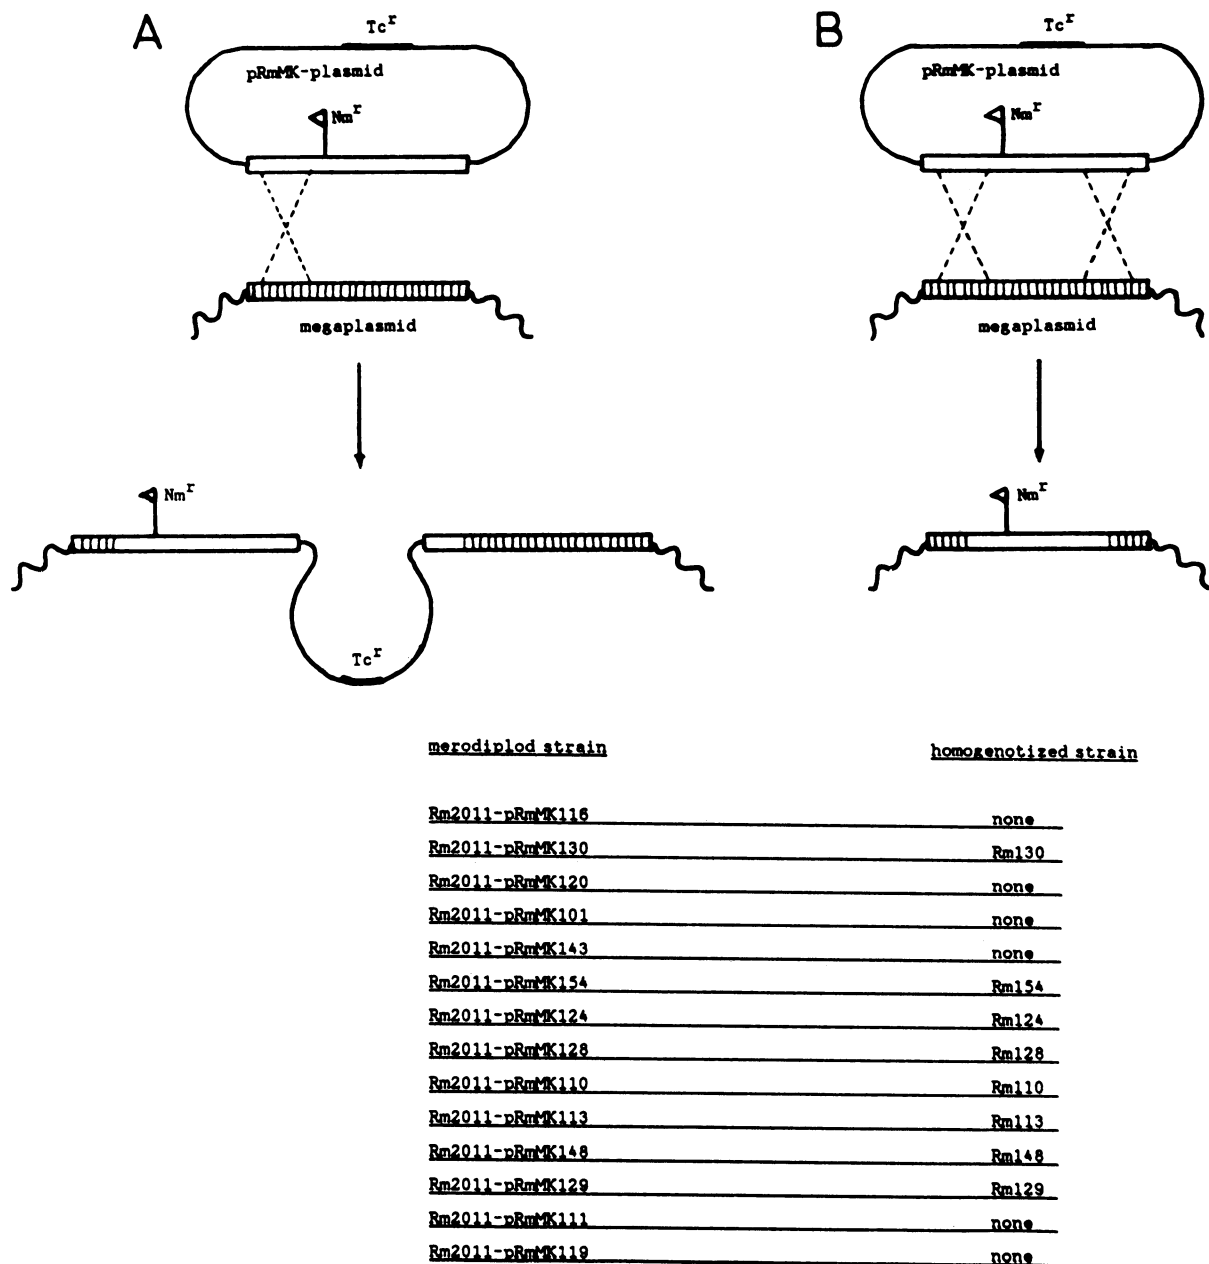 A
Tc r
pRmMK-plasmid
Nm r
megaplasmid
Nm r
Tc r
B
Tc r
pRmMK-plasmid
Nm r
megaplasmid
Nm r
merodiplod strain homogenotized strain
Rm2011-pRmMK116 none
Rm2011-pRmMK130 Rm130
Rm2011-pRmMK120 none
Rm2011-pRmMK101 none
Rm2011-pRmMK143 none
Rm2011-pRmMK154 Rm154
Rm2011-pRmMK124 Rm124
Rm2011-pRmMK128 Rm128
Rm2011-pRmMK110 Rm110
Rm2011-pRmMK113 Rm113
Rm2011-pRmMK148 Rm148
Rm2011-pRmMK129 Rm129
Rm2011-pRmMK111 none
Rm2011-pRmMK119 none